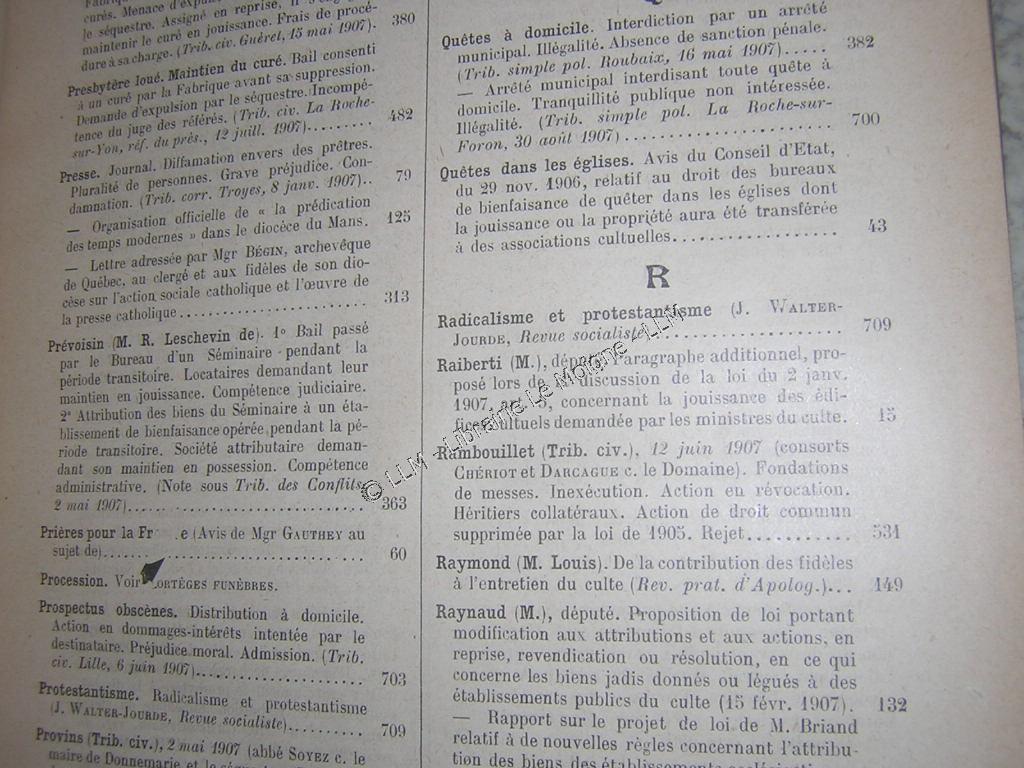 curés. Menace d'expul
le séquestre. Assigné en reprise, il s'eng
maintenir le curé en jouissance. Frais de procé-
dure à sa charge. (Trib. civ. Guéret, 15 mai 1907). 380
Presbytère loué. Maintien du curé. Bail consenti
à un curé par la Fabrique avant sa suppression.
Demande d'expulsion par le séquestre. Incompé-
tence du juge des référés. (Trib. civ. La Roche-
sur-Yon, réf. du prés., 12 juill. 1907)......... 482
Presse. Journal. Diffamation envers des prêtres.
Pluralité de personnes. Grave préjudice. Con-
damnation. (Trib. corr. Troyes, 8 janv. 1907).. 79
— Organisation officielle de « la prédication
des temps modernes » dans le diocèse du Mans. 125
— Lettre adressée par Mgr BÉGIN, archevêque
de Québec, au clergé et aux fidèles de son dio-
cèse sur l'action sociale catholique et l'œuvre de
la presse catholique........................ 313
Prévoisin (M. R. Leschevin de). 1° Bail passé
par le Bureau d'un Séminaire pendant la
période transitoire. Locataires demandant leur
maintien en jouissance. Compétence judiciaire.
2° Attribution des biens du Séminaire à un éta-
blissement de bienfaisance opérée pendant la pé-
riode transitoire. Société attributaire deman-
dant son maintien en possession. Compétence
administrative. (Note sous Trib. des Conflits,
2 mai 1907)............................ 363
Prières pour la Fr e (Avis de Mgr GAUTHEY au
sujet de)............................ 60
Procession. Voir CORTÈGES FUNÈBRES.
Prospectus obscènes. Distribution à domicile.
Action en dommages-intérêts intentée par le
destinataire. Préjudice moral. Admission. (Trib.
civ. Lille, 6 juin 1907)..................... 703
Protestantisme. Radicalisme et protestantisme
(J. WALTER-JOURDE, Revue socialiste)......... 709
Provins (Trib. civ.), 2 mai 1907 (abbé SOYEZ c. le
maire de Donnemarie et le
Quêtes à domicile. Interdiction par un arrêté
municipal. Illégalité. Absence de sanction pénale.
(Trib. simple pol. Roubaix, 16 mai 1907)..... 382
— Arrêté municipal interdisant toute quête à
domicile. Tranquillité publique non intéressée.
Illégalité. (Trib. simple pol. La Roche-sur-
Foron, 30 août 1907)....................... 700
Quêtes dans les églises. Avis du Conseil d'Etat,
du 29 nov. 1906, relatif au droit des bureaux
de bienfaisance de quêter dans les églises dont
la jouissance ou la propriété aura été transférée
à des associations cultuelles.................. 43
R
Radicalisme et protestantisme (J. WALTER-
JOURDE, Revue socialiste)................... 709
Raiberti (M.), député. Paragraphe additionnel, pro-
posé lors de la discussion de la loi du 2 janv.
1907, art. 5, concernant la jouissance des édi-
fices cultuels demandée par les ministres du culte. 15
Rambouillet (Trib. civ.), 12 juin 1907 (consorts
CHÉRIOT et DARCAGUE c. le Domaine). Fondations
de messes. Inexécution. Action en révocation.
Héritiers collatéraux. Action de droit commun
supprimée par la loi de 1905. Rejet........... 531
Raymond (M. Louis). De la contribution des fidèles
à l'entretien du culte (Rev. prat. d'Apolog.)... 149
Raynaud (M.), député. Proposition de loi portant
modification aux attributions et aux actions, en
reprise, revendication ou résolution, en ce qui
concerne les biens jadis donnés ou légués à des
établissements publics du culte (15 févr. 1907). 132
— Rapport sur le projet de loi de M. Briand
relatif à de nouvelles règles concernant l'attribu-
tion des biens des établissements ecclésiasti
© LLM - Librairie Le Moigne - LLM